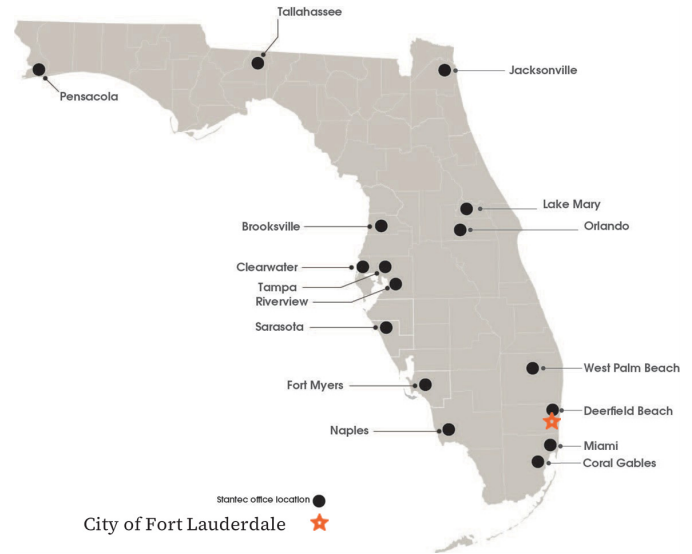 Tallahassee
Jacksonville
Pensacola
Lake Mary
Brooksville
Orlando
Clearwater
Tampa
Riverview
Sarasota
West Palm Beach
Fort Myers
Deerfield Beach
Naples
Miami
Coral Gables
Stantec office location
City of Fort Lauderdale